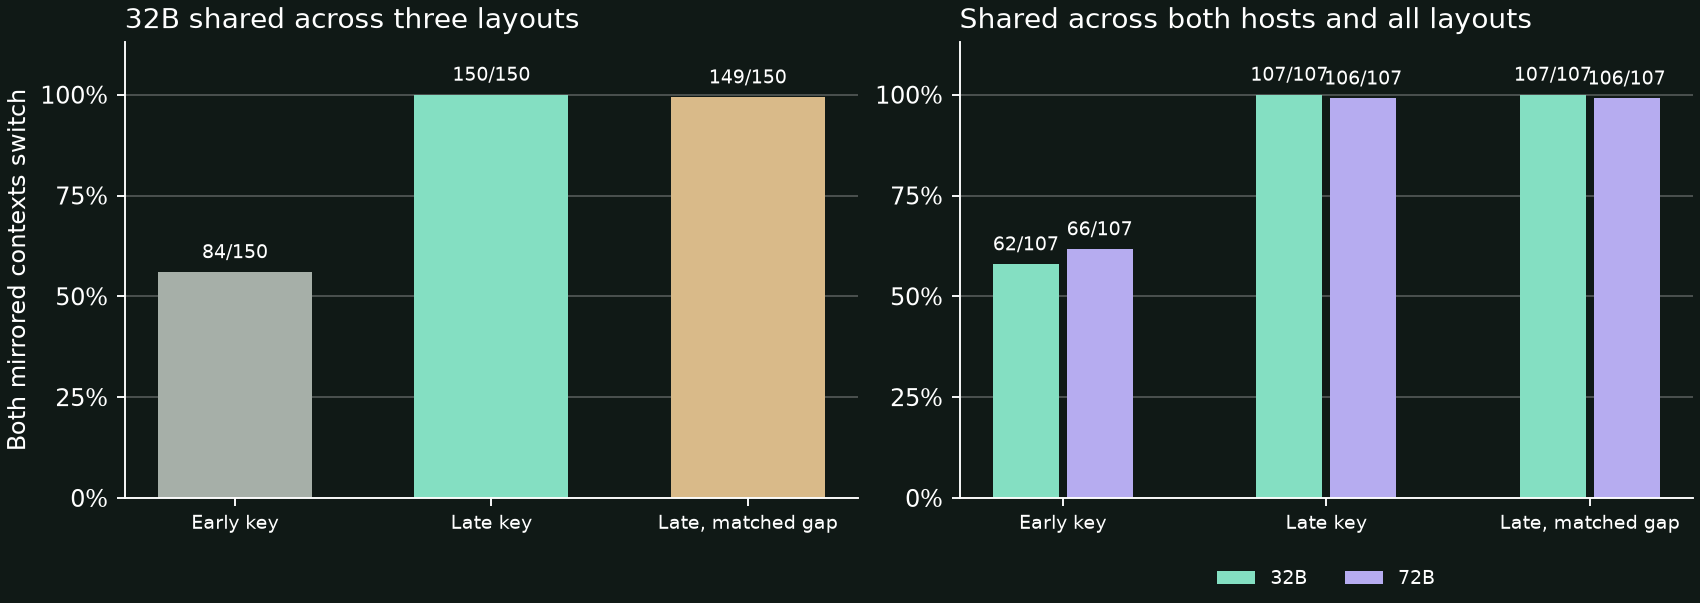 32B shared across three layouts
Both mirrored contexts switch
100%
75%
50%
25%
0%
84/150
150/150
149/150
Early key
Late key
Late, matched gap
Shared across both hosts and all layouts
100%
75%
50%
25%
0%
62/107
66/107
107/107
106/107
107/107
106/107
Early key
Late key
Late, matched gap
32B
72B